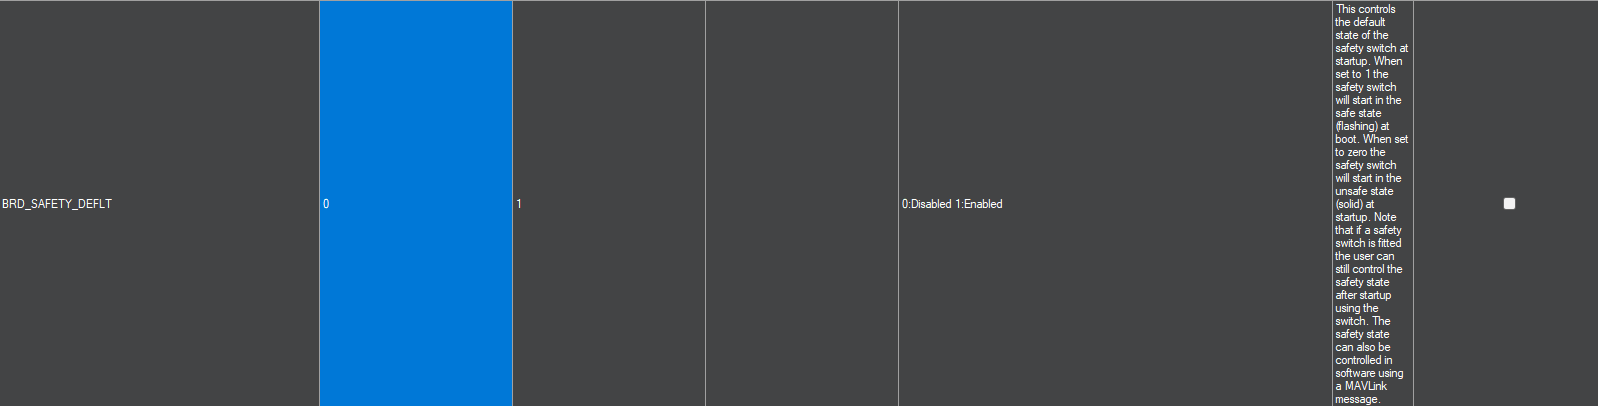 BRD_SAFETY_DEFLT
0
1
0:Disabled 1:Enabled
This controls
the default
state of the
safety switch at
startup. When
set to 1 the
safety switch
will start in the
safe state
(flashing) at
boot. When set
to zero the
safety switch
will start in the
unsafe state
(solid) at
startup. Note
that if a safety
switch is fitted
the user can
still control the
safety state
after startup
using the
switch. The
safety state
can also be
controlled in
software using
a MAVLink
message.